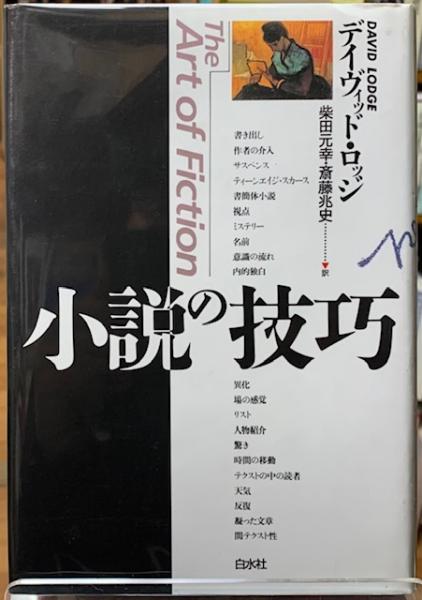 The
Art of Fiction
DAVID LODGE
デイヴィッド・ロッジ
柴田元幸・斎藤兆史…………▼訳
書き出し
作者の介入
サスペンス
ティーンエイジ・スカース
書簡体小説
視点
ミステリー
名前
意識の流れ
内的独白
小説の技巧
異化
場の感覚
リスト
人物紹介
驚き
時間の移動
テクストの中の読者
天気
反復
凝った文章
間テクスト性
白水社